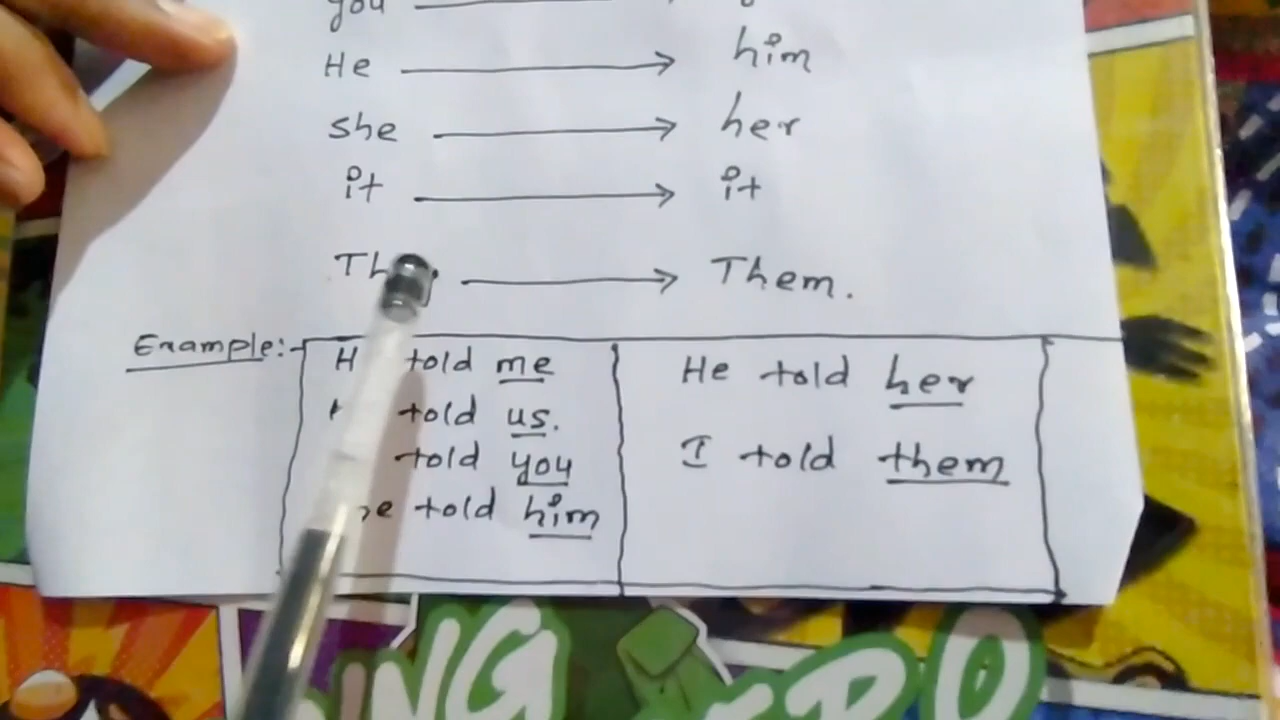 you
He → him
she → her
it → it
→ Them.
Example:-
told me
told us.
told you
told him
He told her
I told them